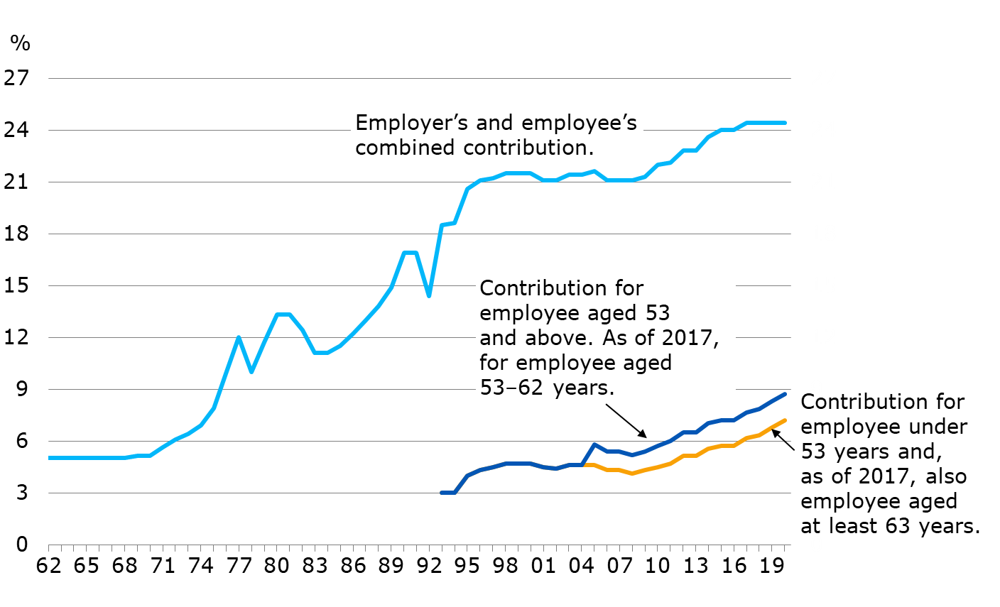 %
27
24
21
18
15
12
9
6
3
0
Employer’s and employee’s
combined contribution.
Contribution for
employee aged 53
and above. As of 2017,
for employee aged
53–62 years.
Contribution for
employee under
53 years and,
as of 2017, also
employee aged
at least 63 years.
62 65 68 71 74 77 80 83 86 89 92 95 98 01 04 07 10 13 16 19